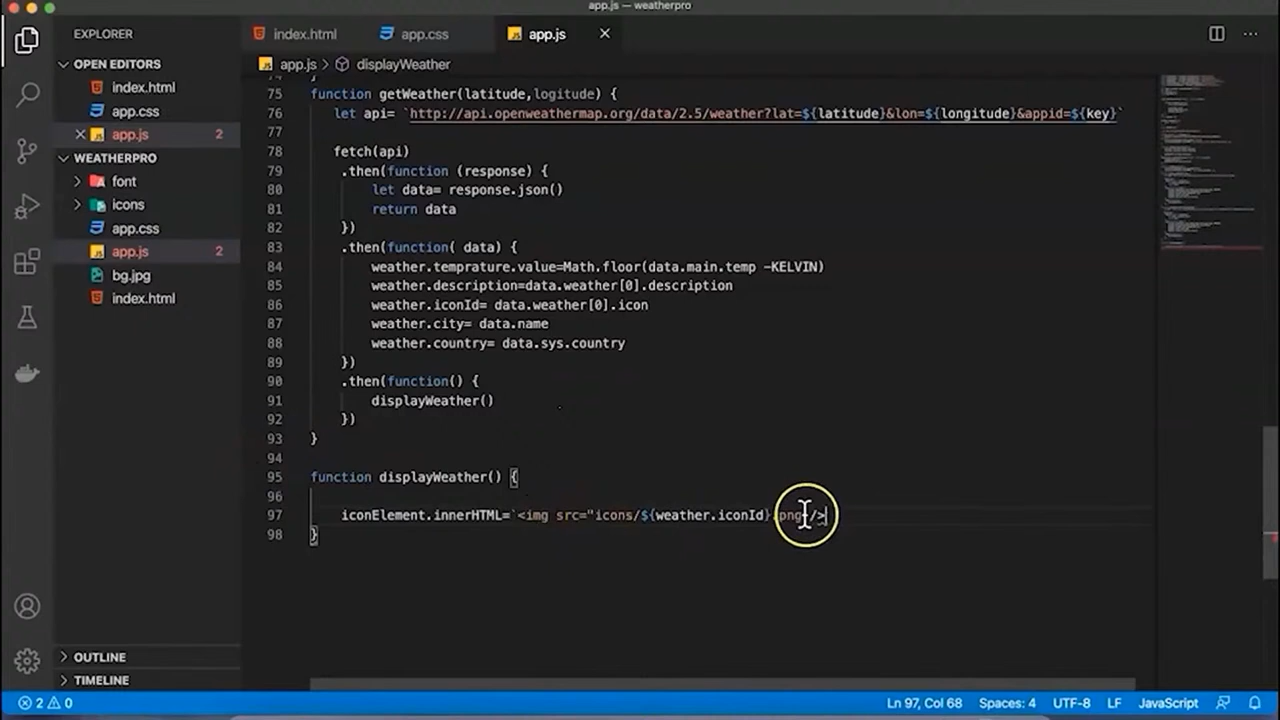 app.js — weatherpro
EXPLORER
index.html
app.css
app.js
OPEN EDITORS
index.html
app.css
app.js 2
WEATHERPRO
font
icons
app.css
app.js 2
bg.jpg
index.html
OUTLINE
TIMELINE
app.js > displayWeather
74 }
75 function getWeather(latitude,logitude) {
76 let api= `http://api.openweathermap.org/data/2.5/weather?lat=${latitude}&lon=${longitude}&appid=${key}`
77
78 fetch(api)
79 .then(function (response) {
80 let data= response.json()
81 return data
82 })
83 .then(function( data) {
84 weather.temprature.value=Math.floor(data.main.temp -KELVIN)
85 weather.description=data.weather[0].description
86 weather.iconId= data.weather[0].icon
87 weather.city= data.name
88 weather.country= data.sys.country
89 })
90 .then(function() {
91 displayWeather()
92 })
93 }
94
95 function displayWeather() {
96
97 iconElement.innerHTML=`<img src="icons/${weather.iconId}.png"/>
98 }
2 0
Ln 97, Col 68 Spaces: 4 UTF-8 LF JavaScript